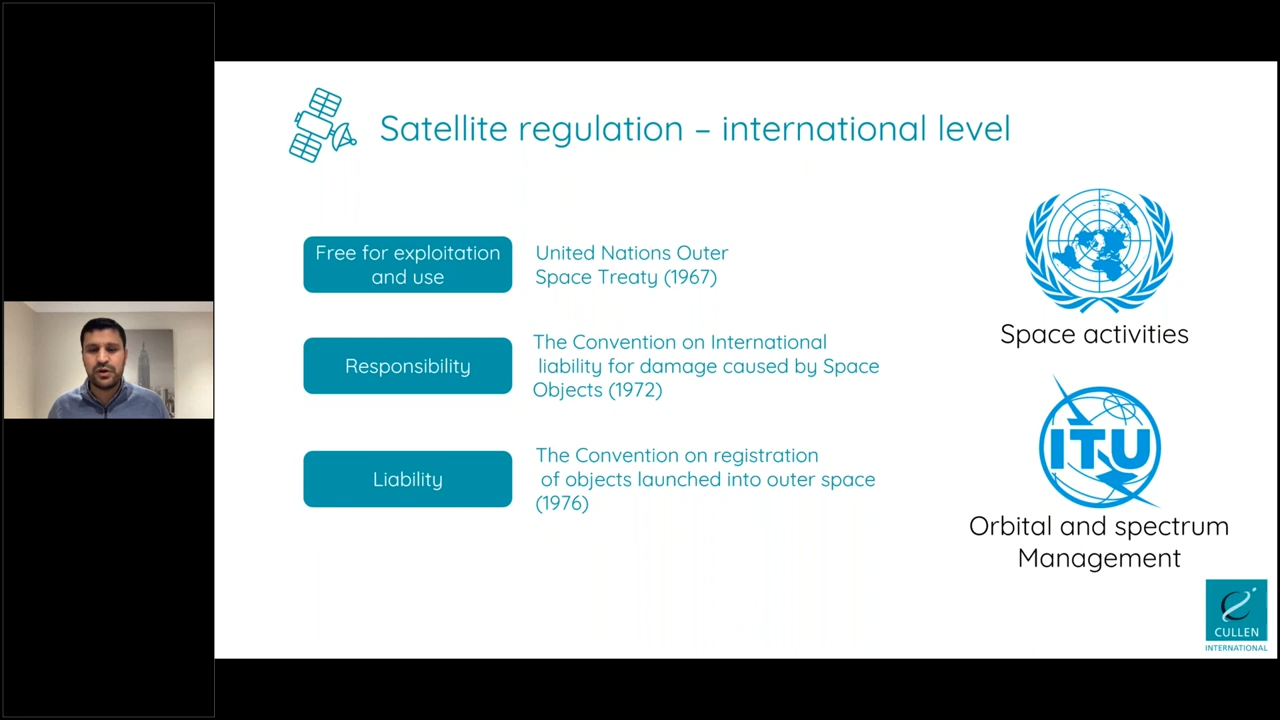 Satellite regulation – international level
Free for exploitation
and use
United Nations Outer
Space Treaty (1967)
Responsibility
The Convention on International
liability for damage caused by Space
Objects (1972)
Liability
The Convention on registration
of objects launched into outer space
(1976)
Space activities
ITU
Orbital and spectrum
Management
CULLEN
INTERNATIONAL